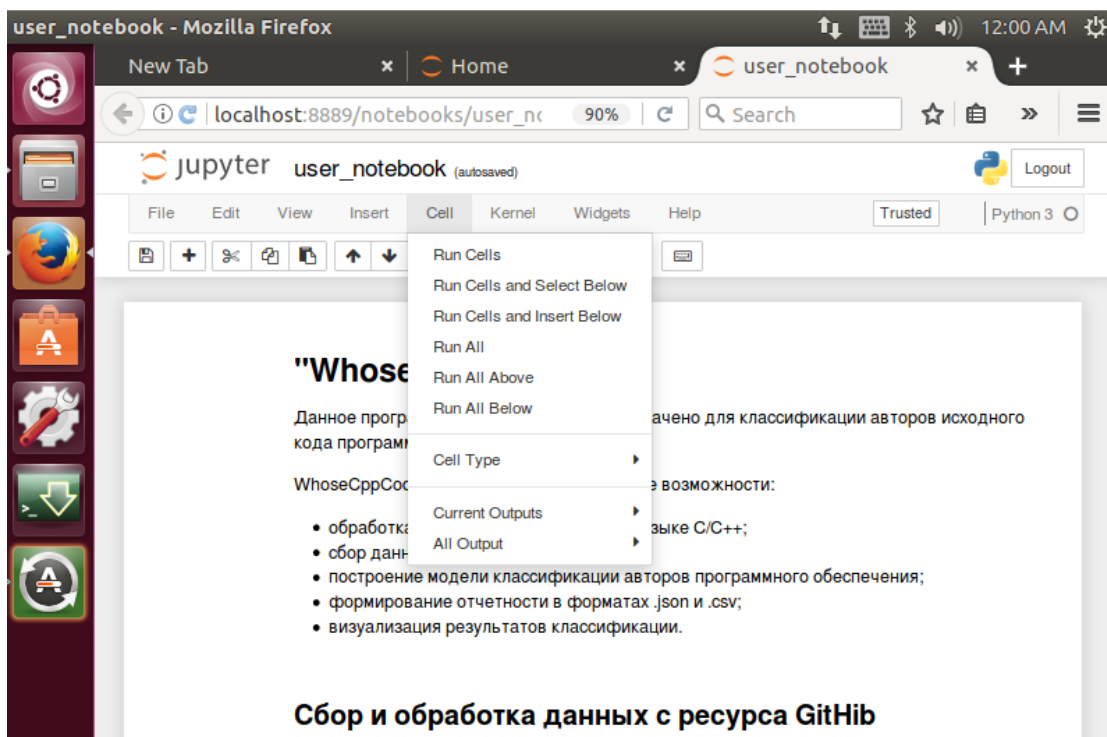 user_notebook - Mozilla Firefox 12:00 AM
New Tab Home user_notebook
localhost:8889/notebooks/user_no 90% Search
jupyter user_notebook (autosaved) Logout
File Edit View Insert Cell Kernel Widgets Help Trusted Python 3
Run Cells
Run Cells and Select Below
Run Cells and Insert Below
Run All
Run All Above
Run All Below
Cell Type
Current Outputs
All Output
"Whose
Данное прогр ачено для классификации авторов исходного
кода программ
WhoseCppCod е возможности:
обработка зыке C/C++;
сбор данн
построение модели классификации авторов программного обеспечения;
формирование отчетности в форматах .json и .csv;
визуализация результатов классификации.
Сбор и обработка данных с ресурса GitHib